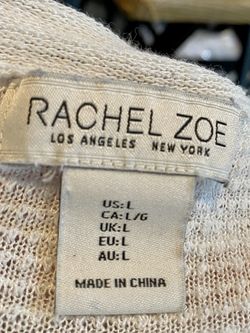 RACHEL ZOE
LOS ANGELES NEW YORK
US: L
CA: L/G
UK: L
EU: L
AU: L
MADE IN CHINA